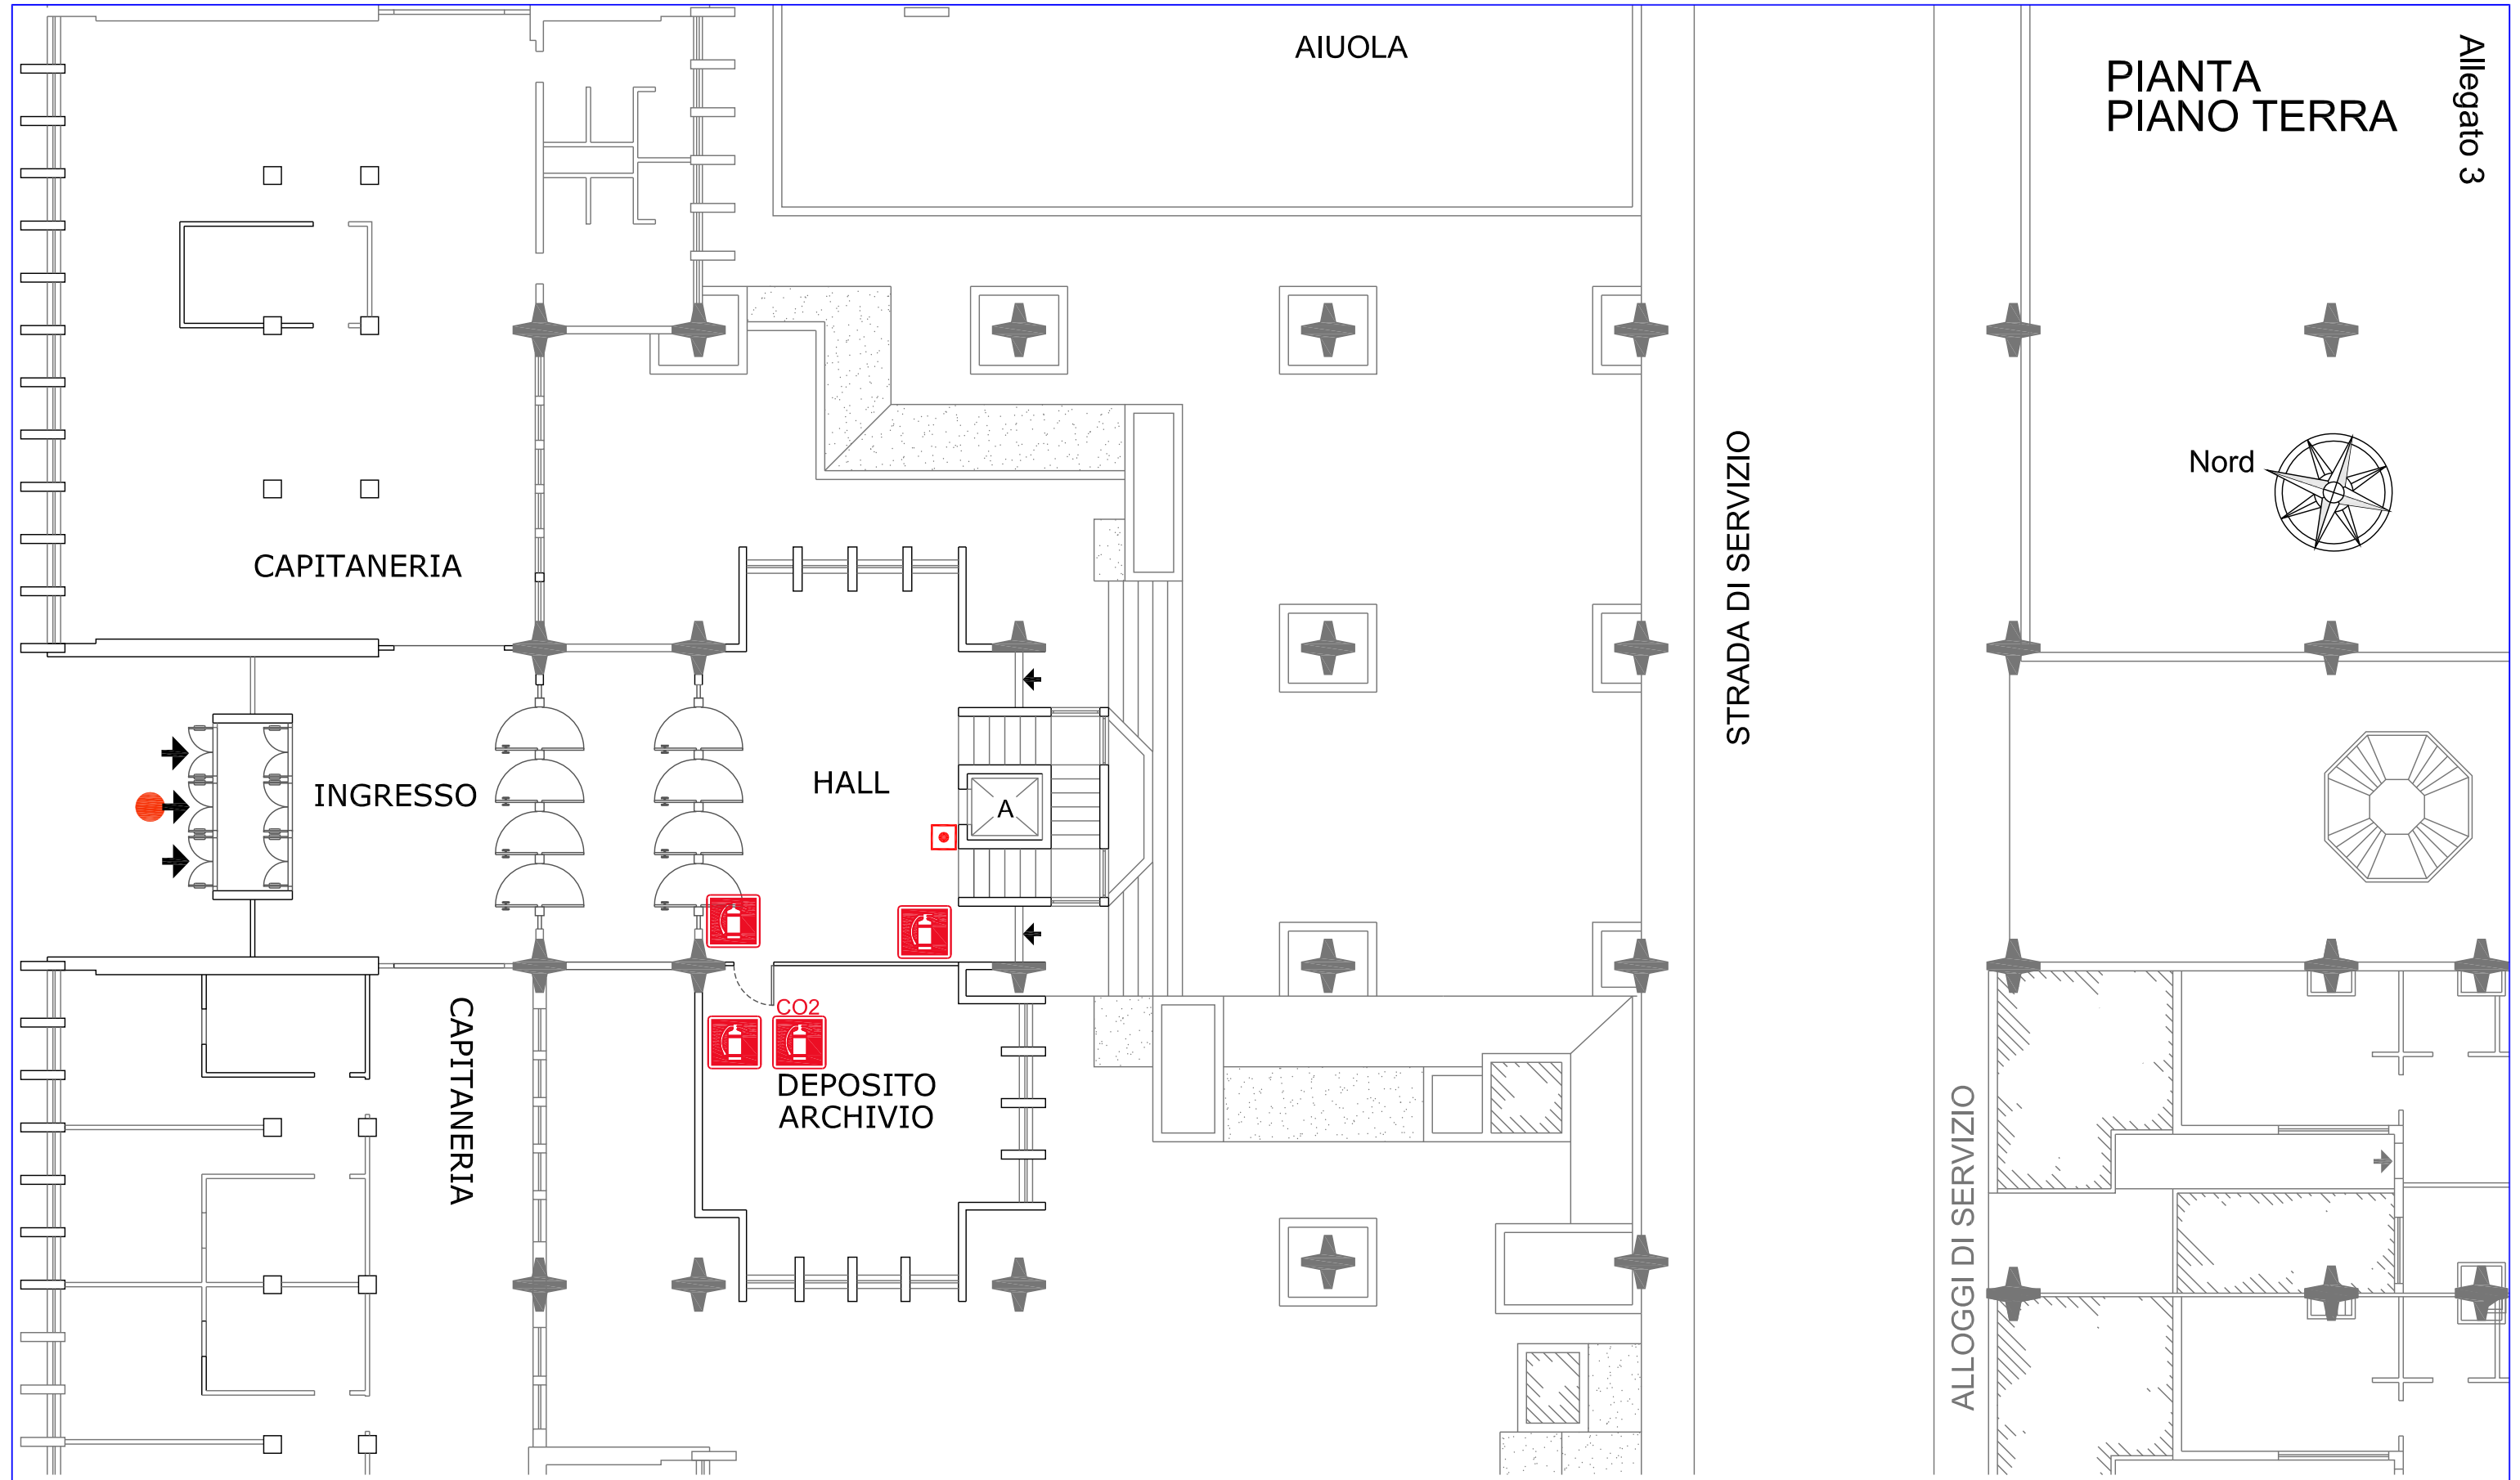 AIUOLA
PIANTA
PIANO TERRA
Allegato 3
Nord
STRADA DI SERVIZIO
CAPITANERIA
INGRESSO
HALL
A
CO2
DEPOSITO
ARCHIVIO
CAPITANERIA
ALLOGGI DI SERVIZIO